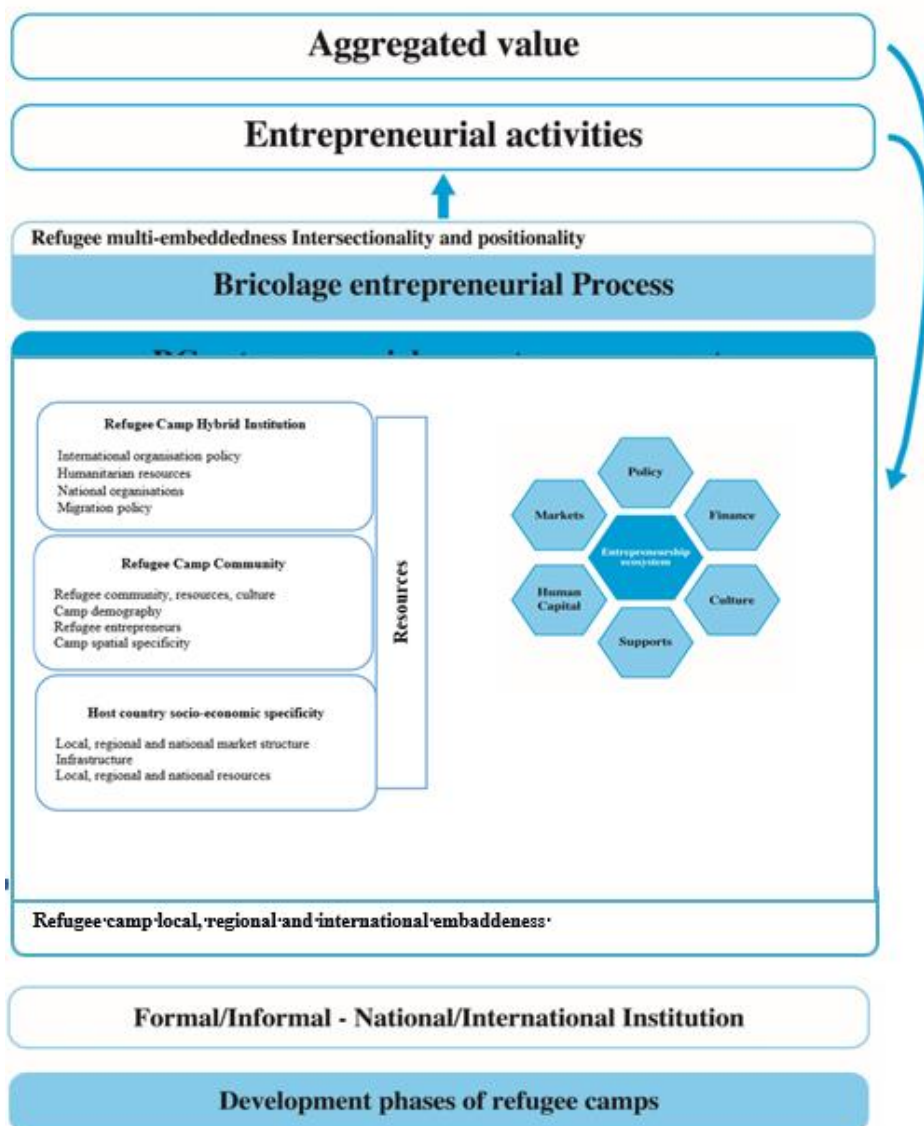 Aggregated value
Entrepreneurial activities
Refugee multi-embeddedness Intersectionality and positionality
Bricolage entrepreneurial Process
Refugee Camp Hybrid Institution
International organisation policy
Humanitarian resources
National organisations
Migration policy
Refugee Camp Community
Refugee community, resources, culture
Camp demography
Refugee entrepreneurs
Camp spatial specificity
Host country socio-economic specificity
Local, regional and national market structure
Infrastructure
Local, regional and national resources
Resources
Policy
Markets
Finance
Entrepreneurship
ecosystem
Human
Capital
Culture
Supports
Refugee·camp·local,·regional·and·international·embaddeness·
Formal/Informal - National/International Institution
Development phases of refugee camps